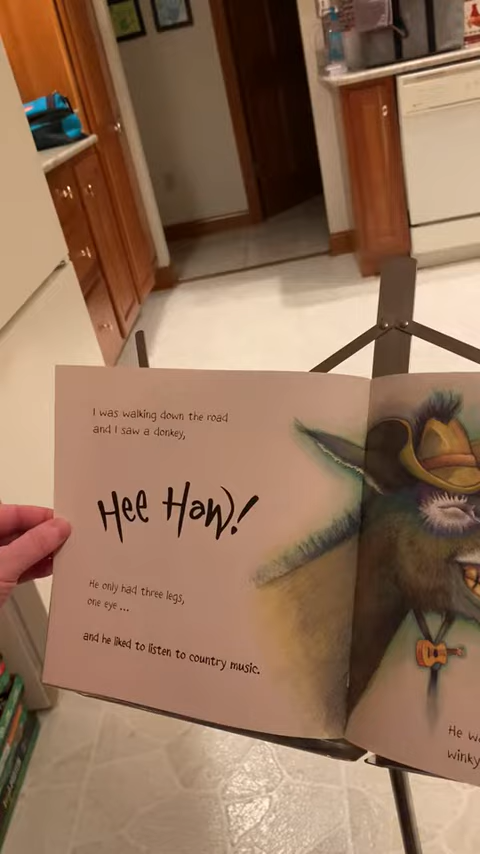 I was walking down the road
and I saw a donkey,
Hee Haw!
He only had three legs,
one eye ...
and he liked to listen to country music.
He
winky